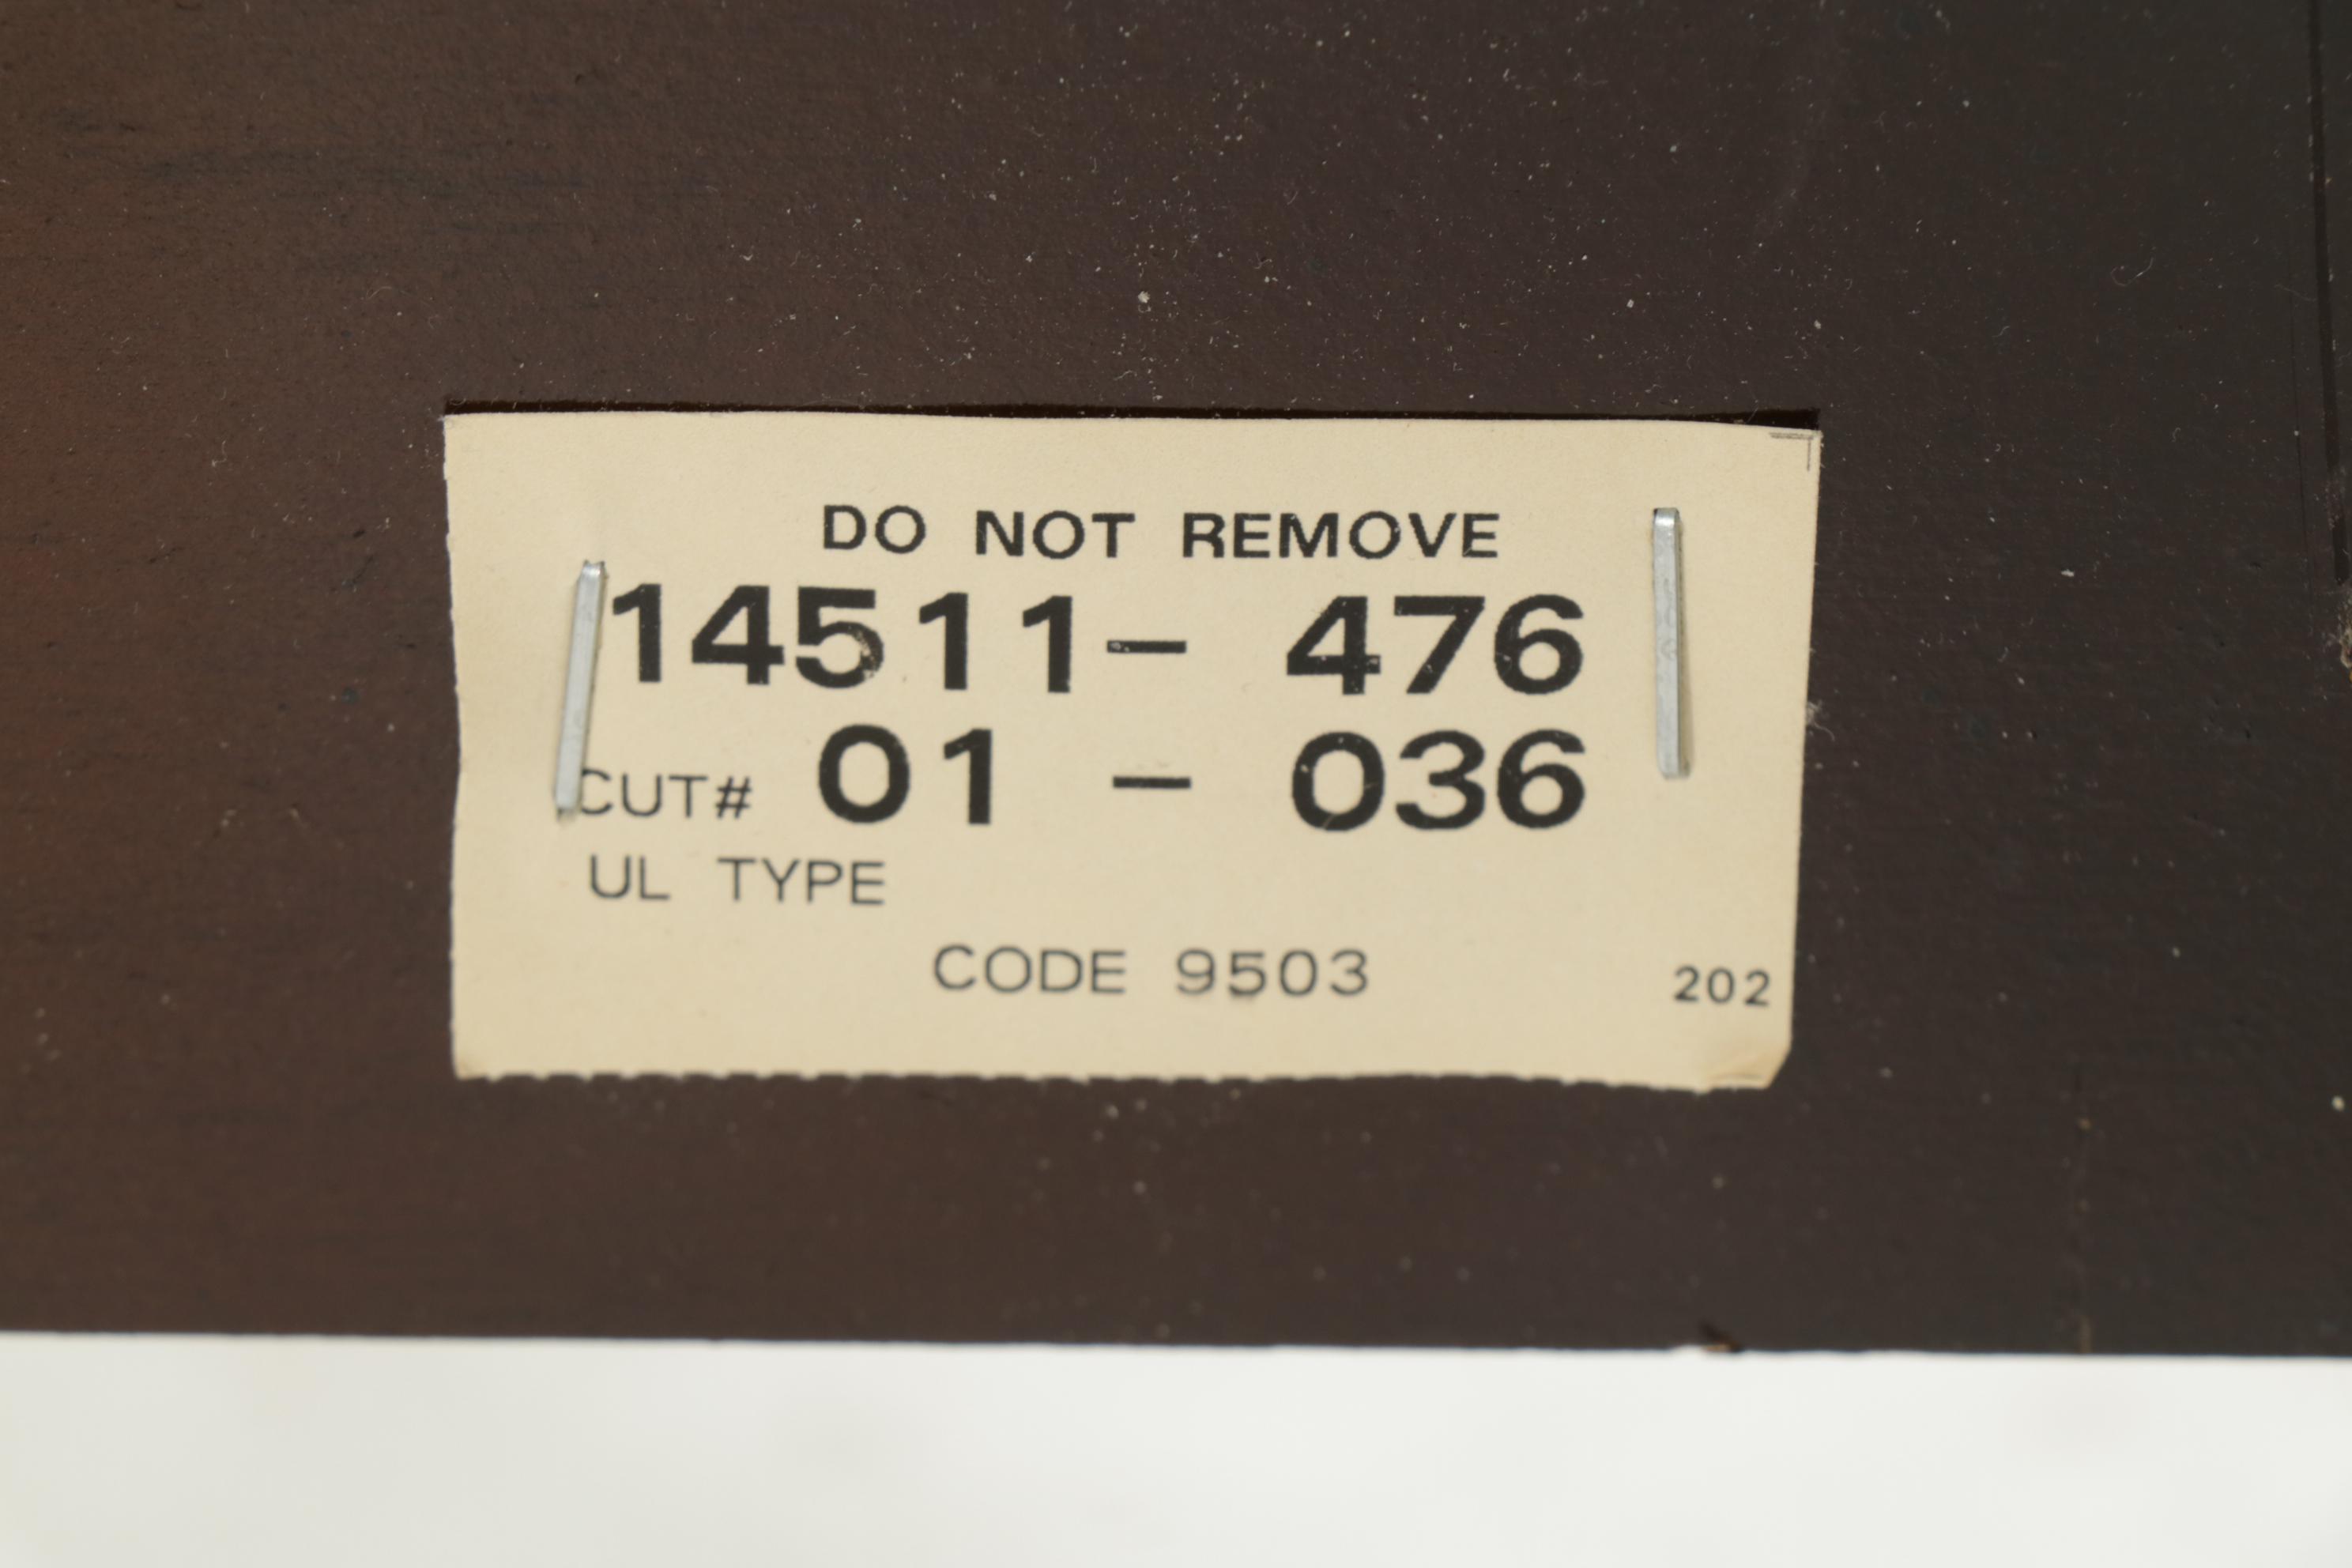 DO NOT REMOVE
14511- 476
CUT# 01 - 036
UL TYPE
CODE 9503 202